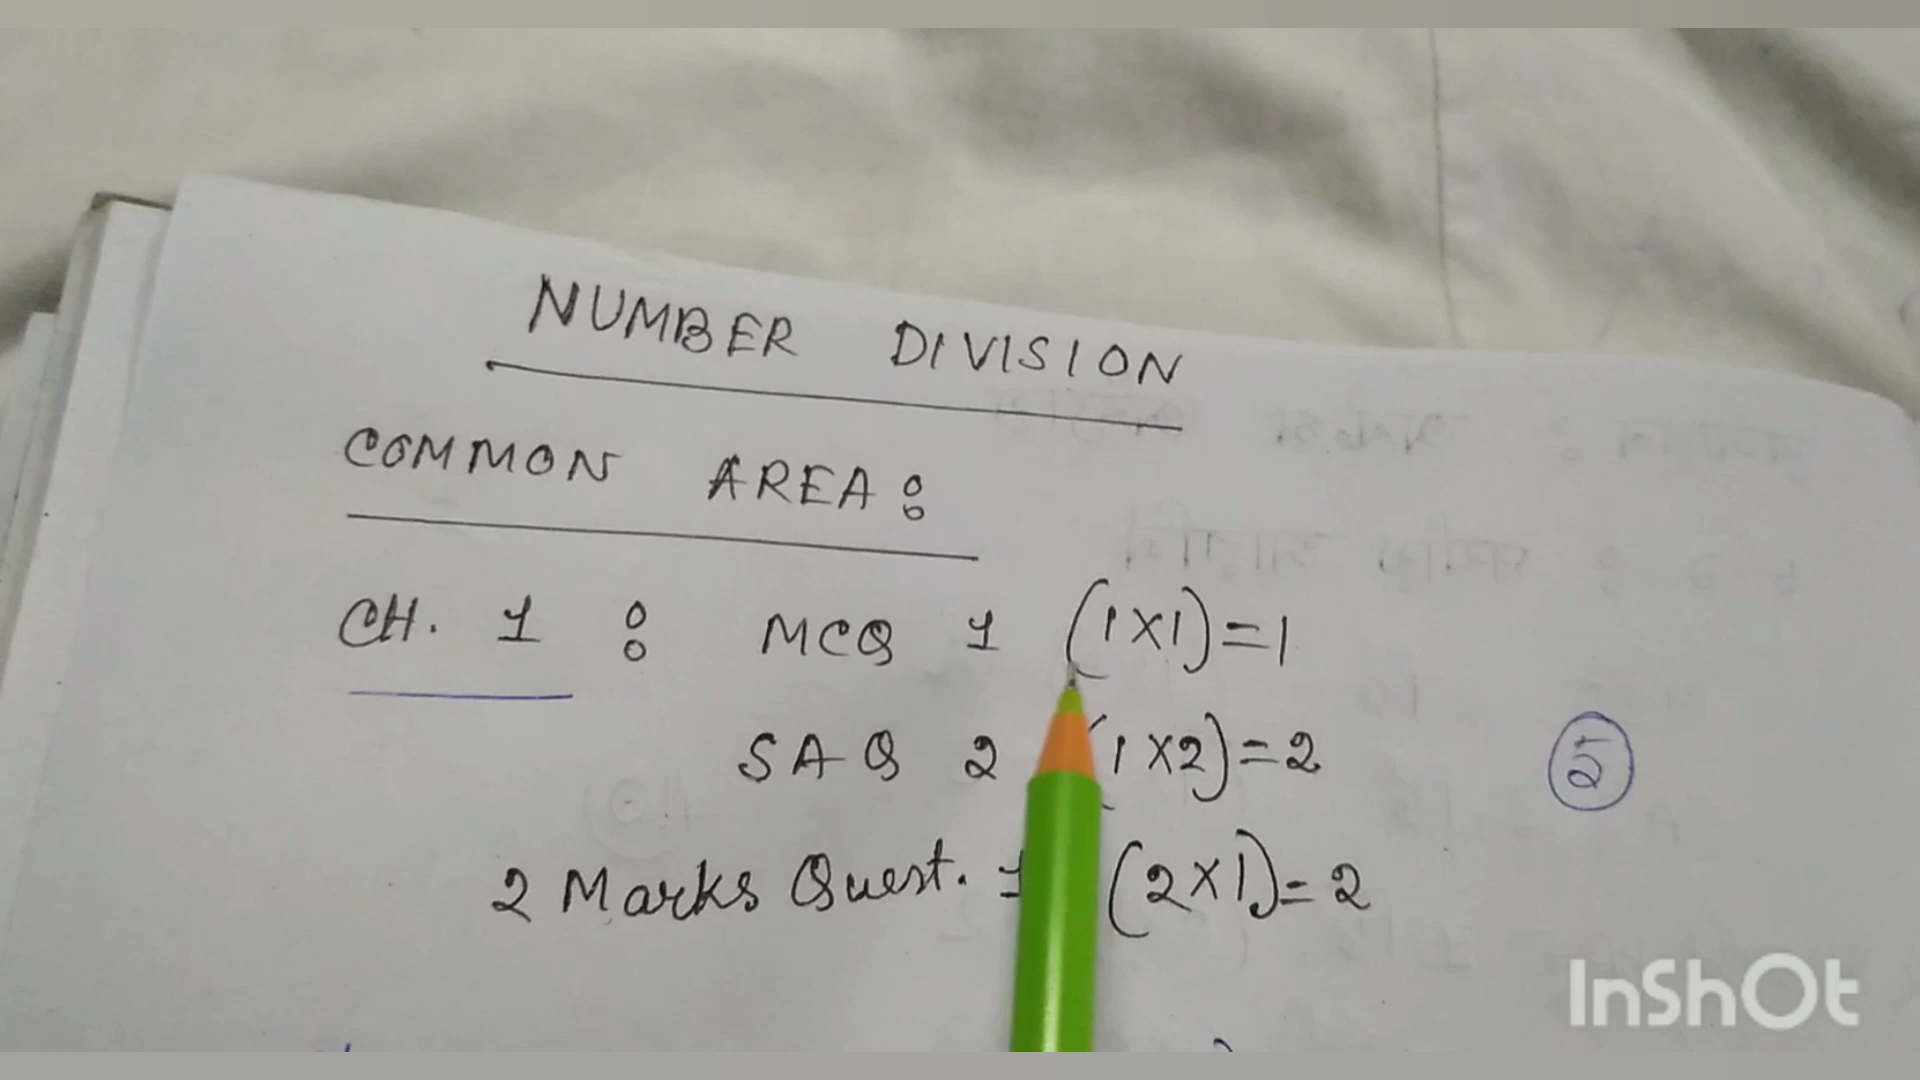 NUMBER DIVISION
COMMON AREA:
CH. 1 : MCQ 1 (1×1)=1
SAQ 2 (1×2)=2
5
2 Marks Quest. 1 (2×1)=2
InShOt